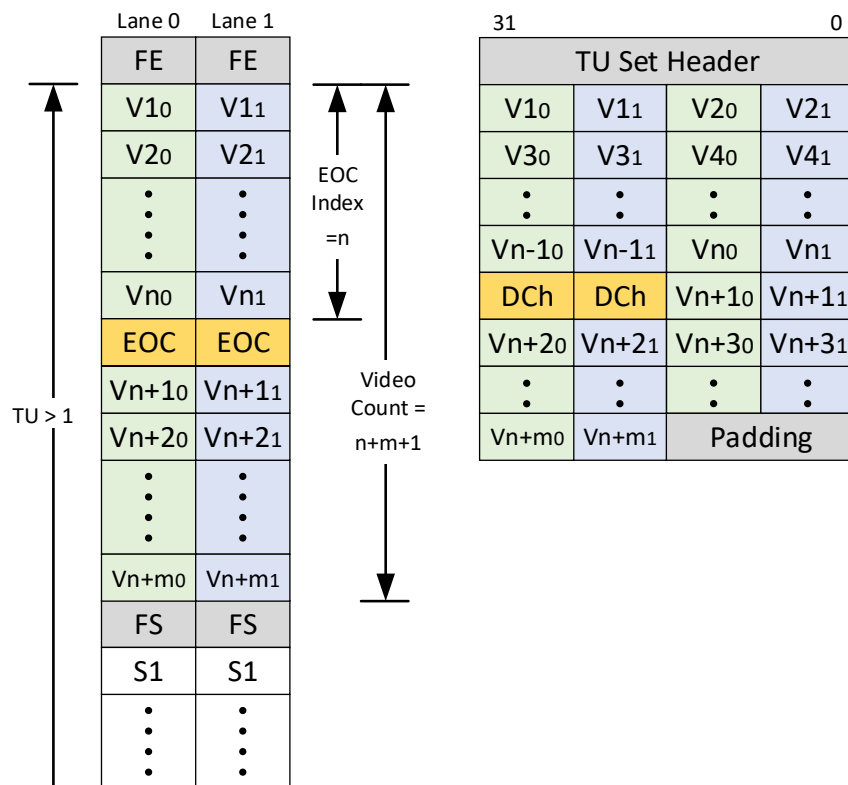 Lane 0 Lane 1
FE FE
V10 V11
V20 V21
Vn0 Vn1
EOC EOC
Vn+10 Vn+11
Vn+20 Vn+21
Vn+m0 Vn+m1
FS FS
S1 S1
TU > 1
EOC
Index
=n
Video
Count =
n+m+1
31 0
TU Set Header
V10 V11 V20 V21
V30 V31 V40 V41
Vn-10 Vn-11 Vn0 Vn1
DCh DCh Vn+10 Vn+11
Vn+20 Vn+21 Vn+30 Vn+31
Vn+m0 Vn+m1 Padding